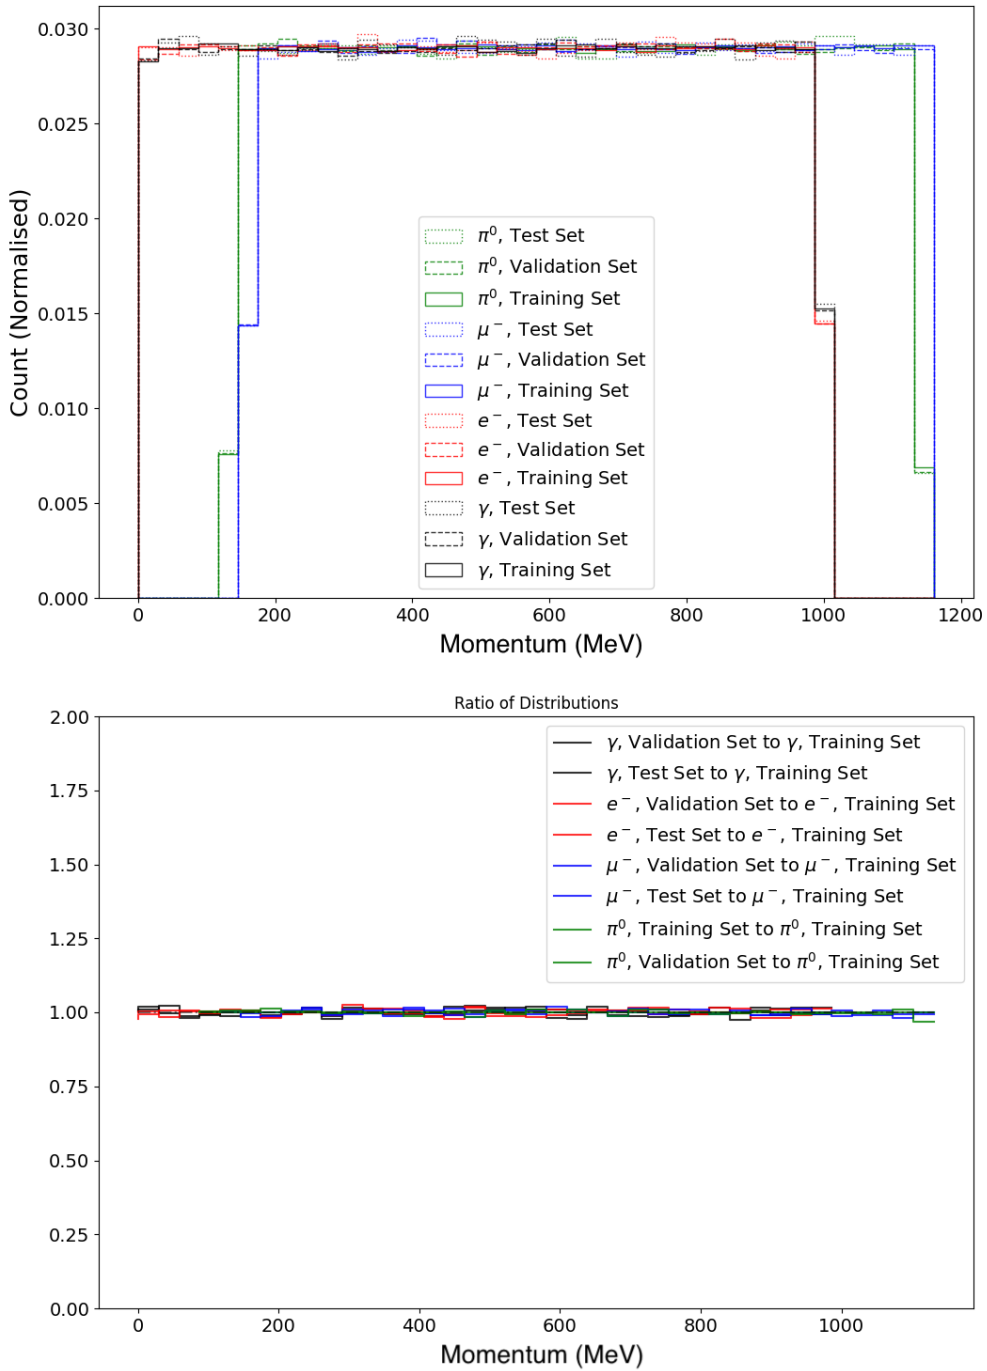 0.030
0.025
0.020
0.015
0.010
0.005
0.000
Count (Normalised)
π⁰, Test Set
π⁰, Validation Set
π⁰, Training Set
μ⁻, Test Set
μ⁻, Validation Set
μ⁻, Training Set
e⁻, Test Set
e⁻, Validation Set
e⁻, Training Set
γ, Test Set
γ, Validation Set
γ, Training Set
0 200 400 600 800 1000 1200
Momentum (MeV)
Ratio of Distributions
2.00
1.75
1.50
1.25
1.00
0.75
0.50
0.25
0.00
γ, Validation Set to γ, Training Set
γ, Test Set to γ, Training Set
e⁻, Validation Set to e⁻, Training Set
e⁻, Test Set to e⁻, Training Set
μ⁻, Validation Set to μ⁻, Training Set
μ⁻, Test Set to μ⁻, Training Set
π⁰, Training Set to π⁰, Training Set
π⁰, Validation Set to π⁰, Training Set
0 200 400 600 800 1000
Momentum (MeV)